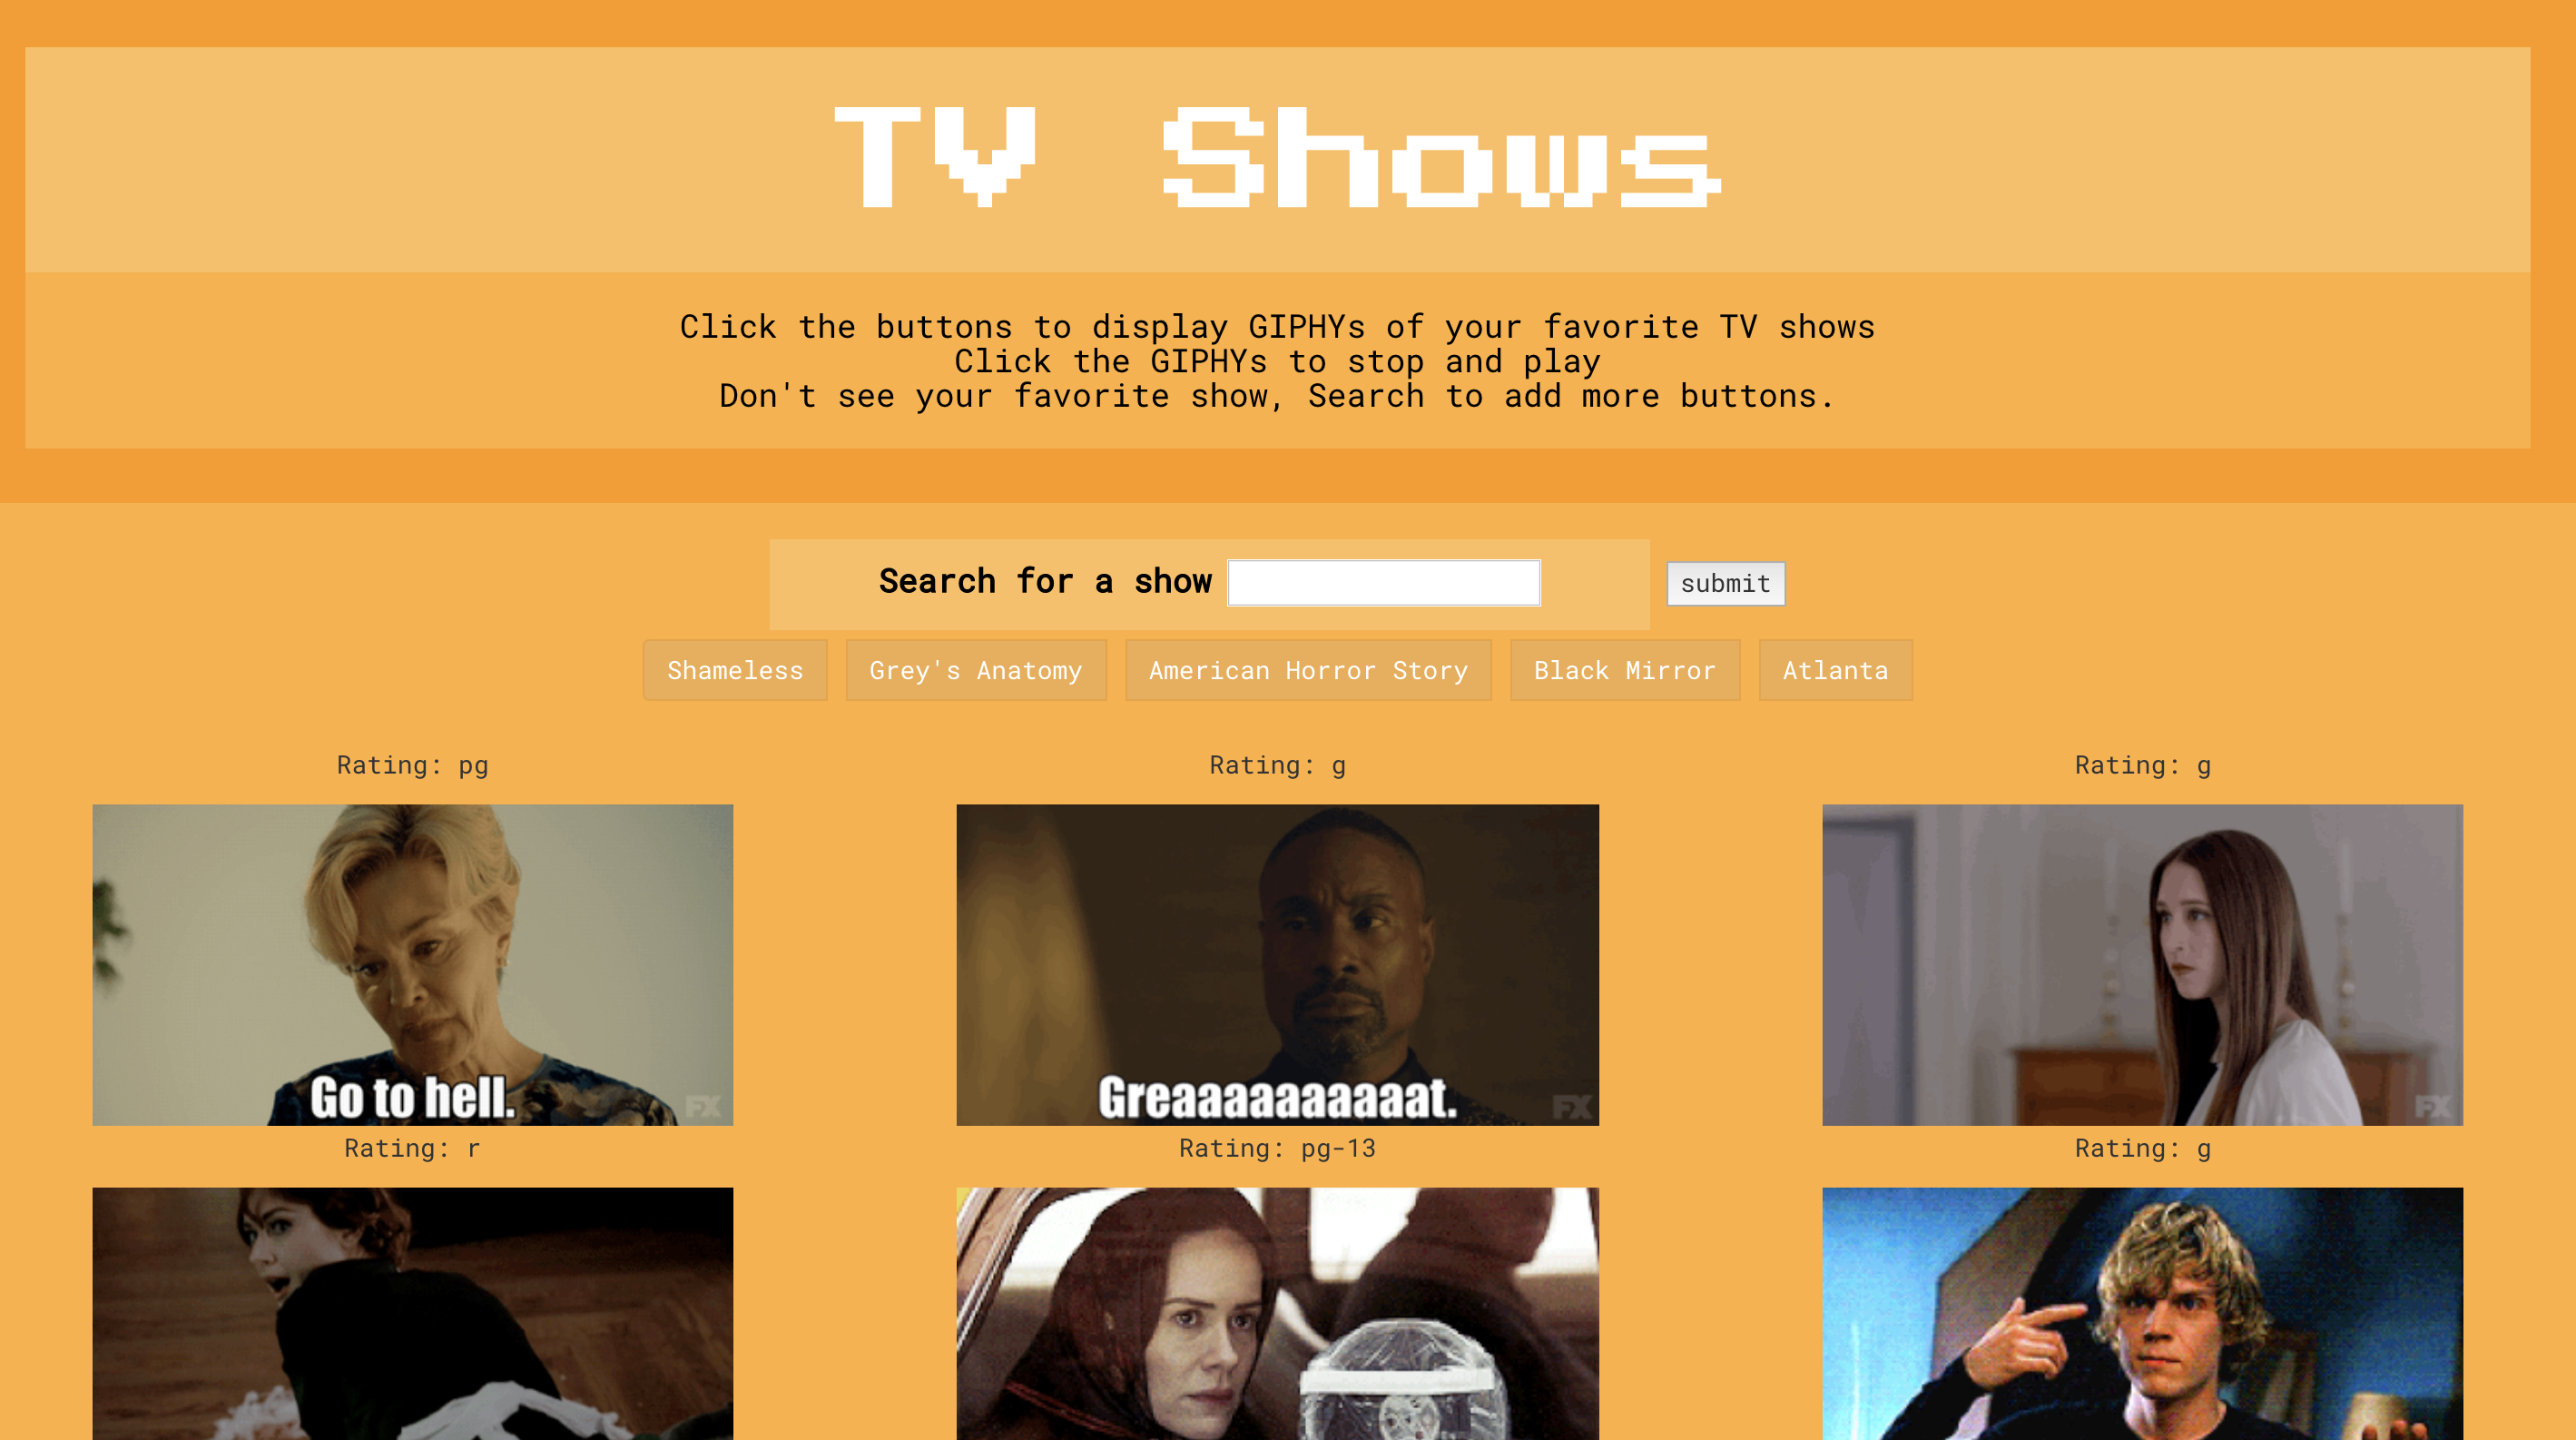 TV Shows
Click the buttons to display GIPHYs of your favorite TV shows
Click the GIPHYs to stop and play
Don't see your favorite show, Search to add more buttons.
Search for a show
submit
Shameless
Grey's Anatomy
American Horror Story
Black Mirror
Atlanta
Rating: pg
Rating: g
Rating: g
Go to hell.
FX
Greaaaaaaaaaaat.
FX
FX
Rating: r
Rating: pg-13
Rating: g